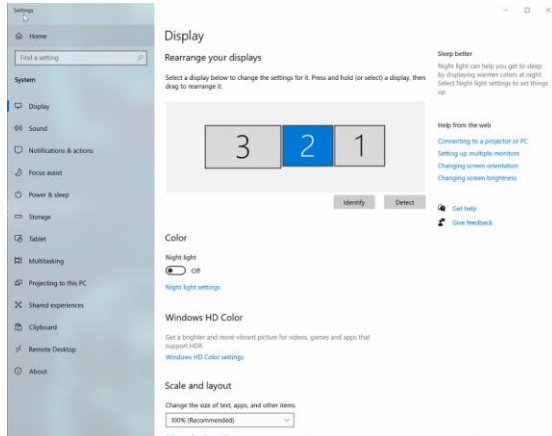 Settings
Home
Find a setting
System
Display
Sound
Notifications & actions
Focus assist
Power & sleep
Storage
Tablet
Multitasking
Projecting to this PC
Shared experiences
Clipboard
Remote Desktop
About
Display
Rearrange your displays
Select a display below to change the settings for it. Press and hold (or select) a display, then
drag to rearrange it.
3 2 1
Identify Detect
Color
Night light
Off
Night light settings
Windows HD Color
Get a brighter and more vibrant picture for videos, games and apps that
support HDR.
Windows HD Color settings
Scale and layout
Change the size of text, apps, and other items
100% (Recommended)
Sleep better
Night light can help you get to sleep
by displaying warmer colors at night.
Select Night light settings to set things
up.
Help from the web
Connecting to a projector or PC
Setting up multiple monitors
Changing screen orientation
Changing screen brightness
Get help
Give feedback